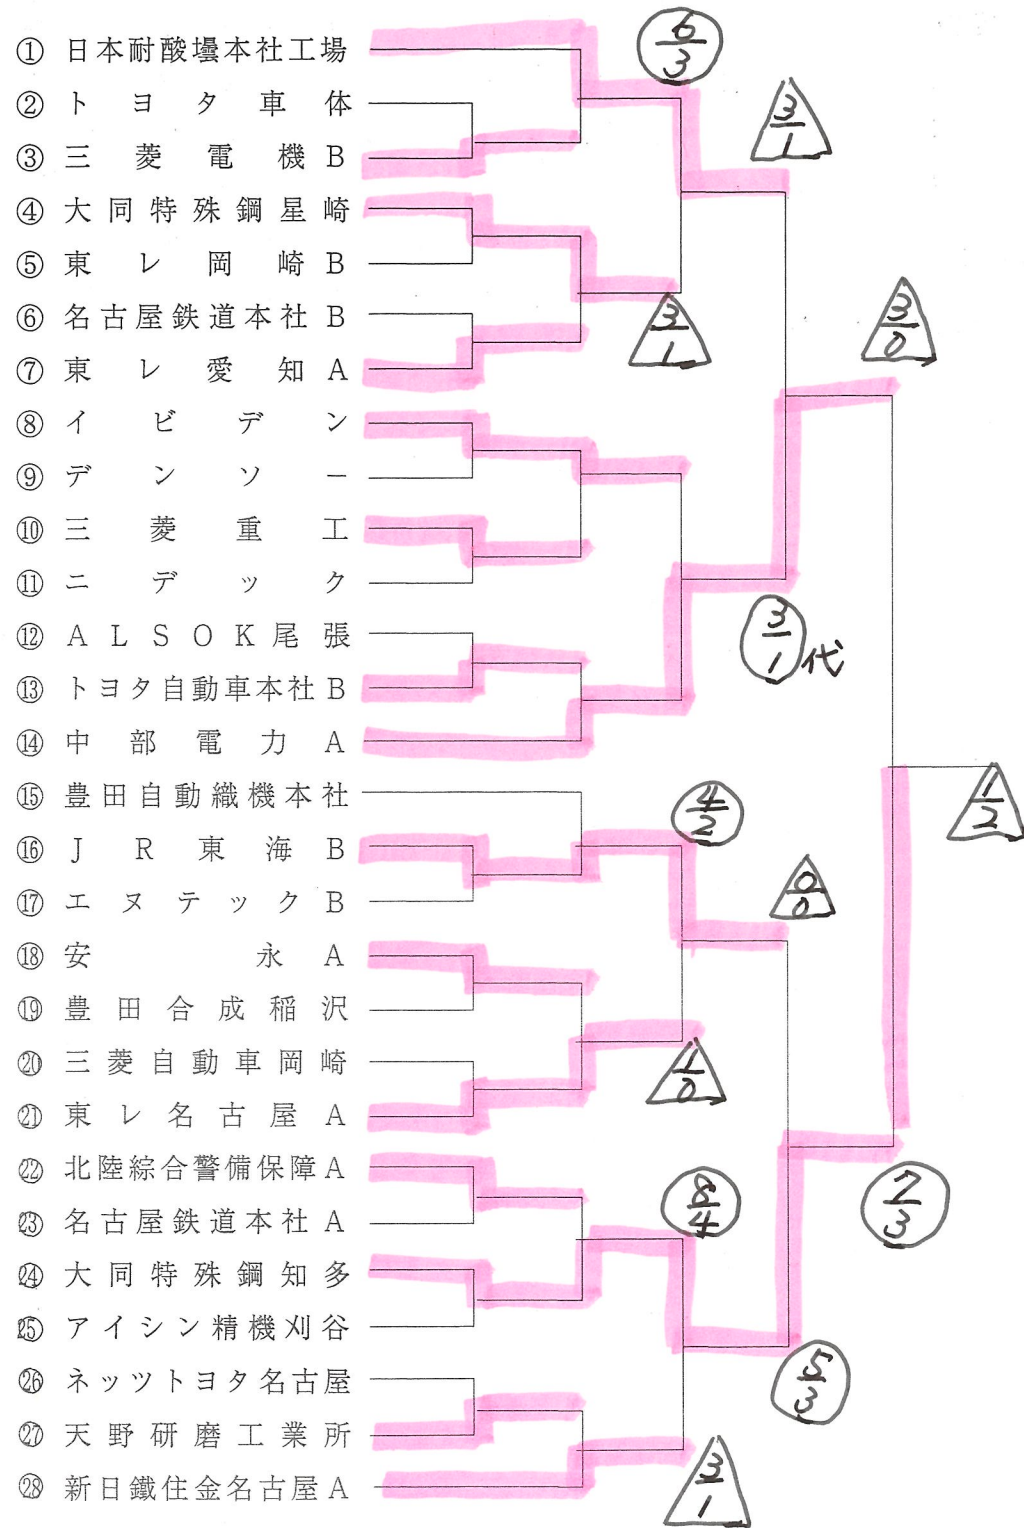 ① 日本耐酸壜本社工場
② トヨタ車体
③ 三菱電機B
④ 大同特殊鋼星崎
⑤ 東レ岡崎B
⑥ 名古屋鉄道本社B
⑦ 東レ愛知A
⑧ イビデン
⑨ デンソー
⑩ 三菱重工
⑪ ニデック
⑫ ALSOK尾張
⑬ トヨタ自動車本社B
⑭ 中部電力A
⑮ 豊田自動織機本社
⑯ JR東海B
⑰ エヌテックB
⑱ 安永A
⑲ 豊田合成稲沢
⑳ 三菱自動車岡崎
㉑ 東レ名古屋A
㉒ 北陸綜合警備保障A
㉓ 名古屋鉄道本社A
㉔ 大同特殊鋼知多
㉕ アイシン精機刈谷
㉖ ネッツトヨタ名古屋
㉗ 天野研磨工業所
㉘ 新日鐵住金名古屋A
6/3
3/1
3/1
3/0
3/1代
4/2
1/2
0/0
1/0
8/4
7/3
5/3
3/1